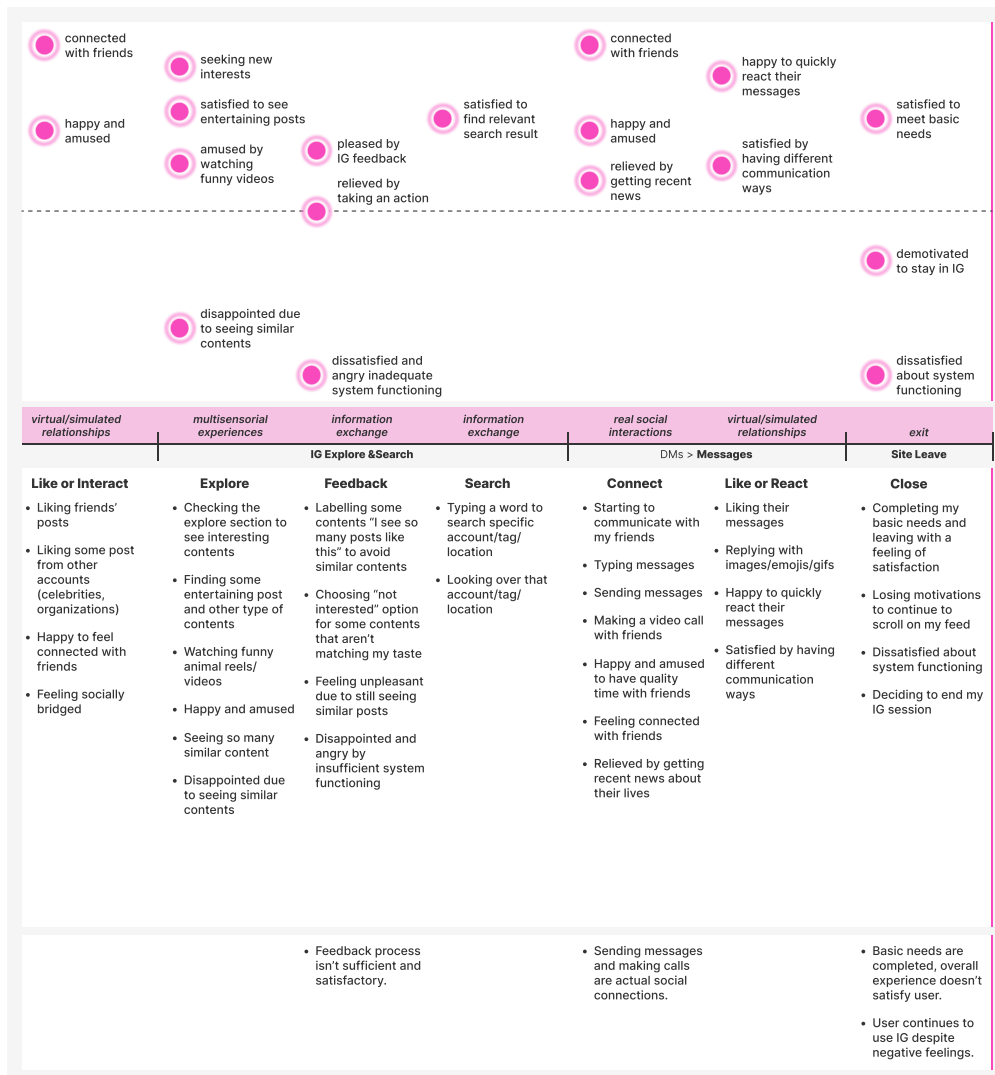 connected
with friends
happy and
amused
seeking new
interests
satisfied to see
entertaining posts
amused by
watching
funny videos
pleased by
IG feedback
relieved by
taking an action
satisfied to
find relevant
search result
connected
with friends
happy and
amused
relieved by
getting recent
news
happy to quickly
react their
messages
satisfied by
having different
communication
ways
satisfied to
meet basic
needs
disappointed due
to seeing similar
contents
dissatisfied and
angry inadequate
system functioning
demotivated
to stay in IG
dissatisfied
about system
functioning
virtual/simulated
relationships
multisensorial
experiences
information
exchange
information
exchange
real social
interactions
virtual/simulated
relationships
exit
IG Explore &Search
DMs > Messages
Site Leave
Like or Interact
• Liking friends’
posts
• Liking some post
from other
accounts
(celebrities,
organizations)
• Happy to feel
connected with
friends
• Feeling socially
bridged
Explore
• Checking the
explore section to
see interesting
contents
• Finding some
entertaining post
and other type of
contents
• Watching funny
animal reels/
videos
• Happy and amused
• Seeing so many
similar content
• Disappointed due
to seeing similar
contents
Feedback
• Labelling some
contents “I see so
many posts like
this” to avoid
similar contents
• Choosing “not
interested” option
for some contents
that aren’t
matching my taste
• Feeling unpleasant
due to still seeing
similar posts
• Disappointed and
angry by
insufficient system
functioning
Search
• Typing a word to
search specific
account/tag/
location
• Looking over that
account/tag/
location
Connect
• Starting to
communicate with
my friends
• Typing messages
• Sending messages
• Making a video call
with friends
• Happy and amused
to have quality
time with friends
• Feeling connected
with friends
• Relieved by getting
recent news about
their lives
Like or React
• Liking their
messages
• Replying with
images/emojis/gifs
• Happy to quickly
react their
messages
• Satisfied by having
different
communication
ways
Close
• Completing my
basic needs and
leaving with a
feeling of
satisfaction
• Losing motivations
to continue to
scroll on my feed
• Dissatisfied about
system functioning
• Deciding to end my
IG session
• Feedback process
isn’t sufficient and
satisfactory.
• Sending messages
and making calls
are actual social
connections.
• Basic needs are
completed, overall
experience doesn’t
satisfy user.
• User continues to
use IG despite
negative feelings.